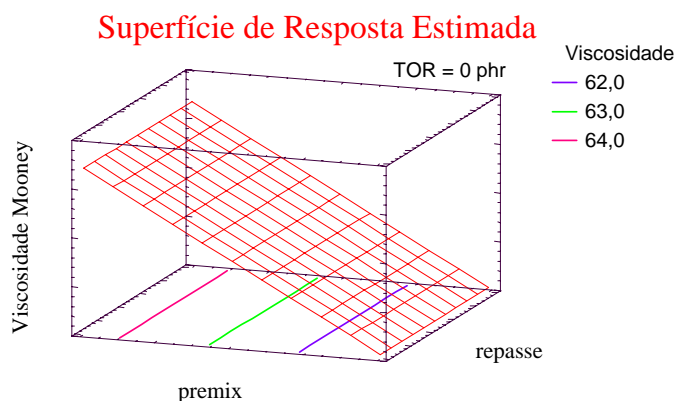 Superfície de Resposta Estimada
TOR = 0 phr
Viscosidade
62,0
63,0
64,0
Viscosidade Mooney
repasse
premix